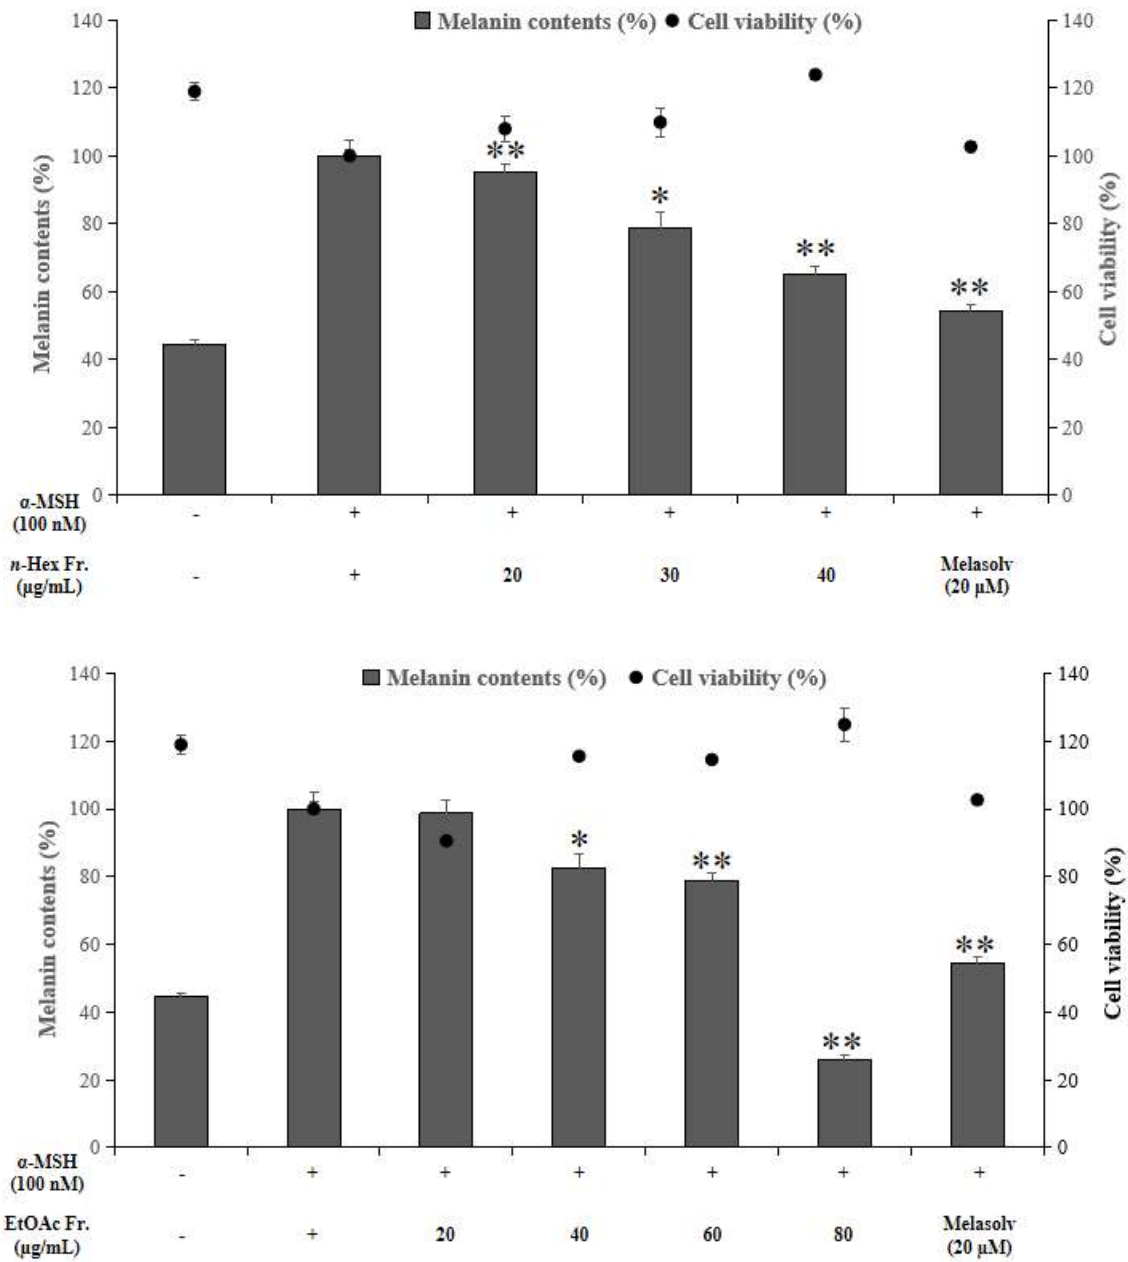 Melanin contents (%) Cell viability (%)
140 140
120 120
100 100
80 80
60 60
40 40
20 20
0 0
Melanin contents (%)
Cell viability (%)
** * ** **
α-MSH
(100 nM) - + + + + +
n-Hex Fr.
(μg/mL) - + 20 30 40 Melasolv
(20 μM)
Melanin contents (%) Cell viability (%)
140 140
120 120
100 100
80 80
60 60
40 40
20 20
0 0
Melanin contents (%)
Cell viability (%)
* ** ** **
α-MSH
(100 nM) - + + + + + +
EtOAc Fr.
(μg/mL) - + 20 40 60 80 Melasolv
(20 μM)